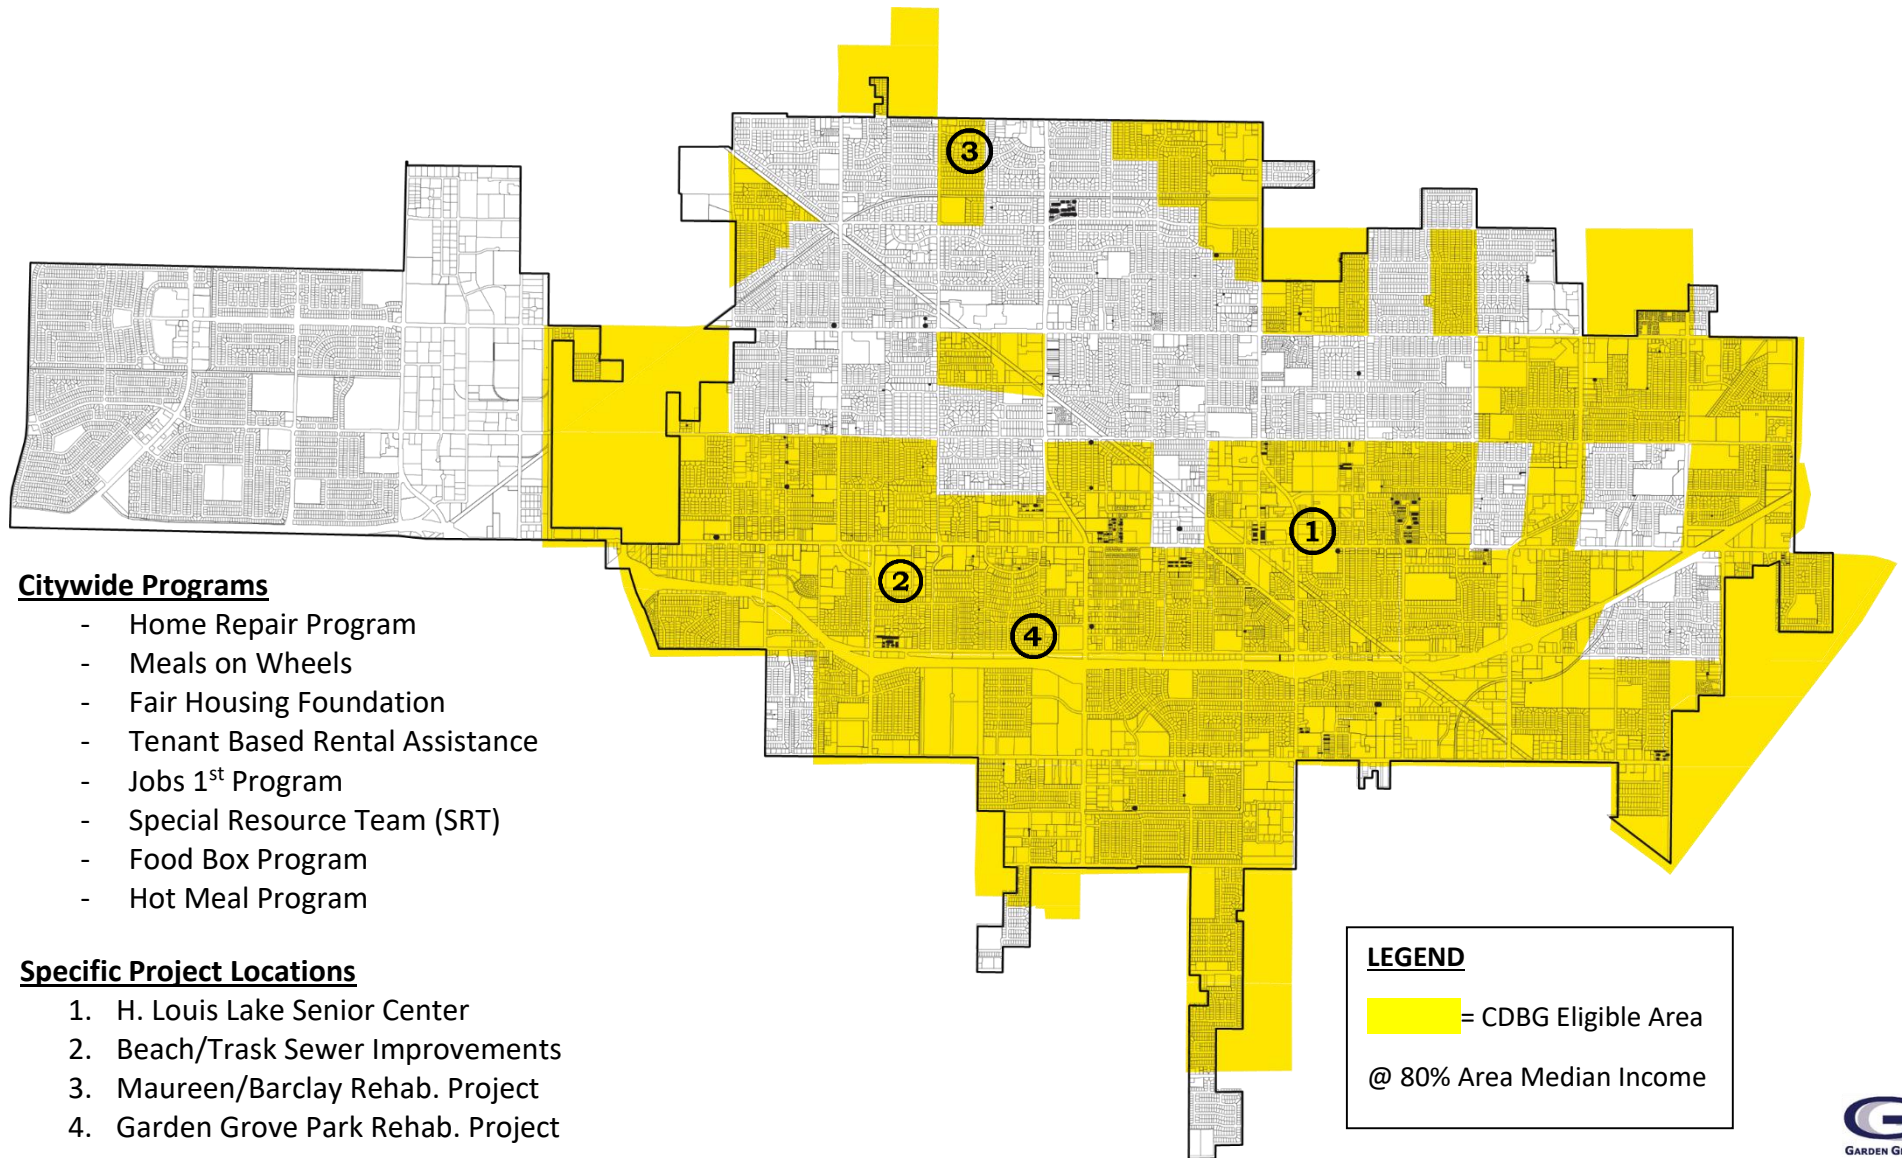 3
1
2
4
Citywide Programs
- Home Repair Program
- Meals on Wheels
- Fair Housing Foundation
- Tenant Based Rental Assistance
- Jobs 1st Program
- Special Resource Team (SRT)
- Food Box Program
- Hot Meal Program
Specific Project Locations
1. H. Louis Lake Senior Center
2. Beach/Trask Sewer Improvements
3. Maureen/Barclay Rehab. Project
4. Garden Grove Park Rehab. Project
LEGEND
= CDBG Eligible Area
@ 80% Area Median Income
GARDEN G